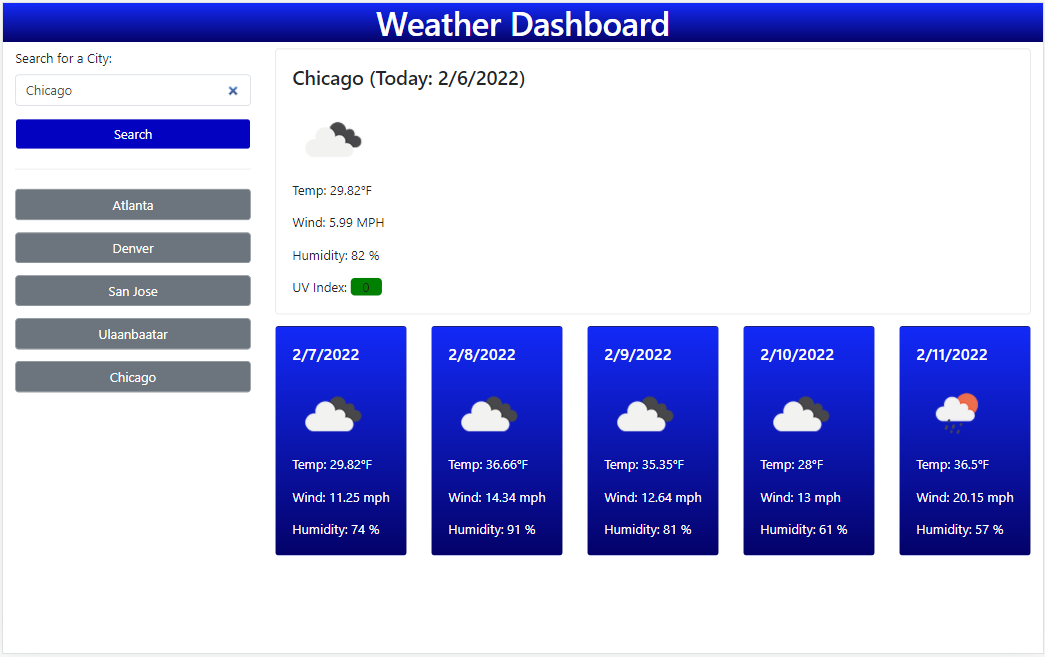 Weather Dashboard
Search for a City:
Chicago
Search
Atlanta
Denver
San Jose
Ulaanbaatar
Chicago
Chicago (Today: 2/6/2022)
Temp: 29.82°F
Wind: 5.99 MPH
Humidity: 82 %
UV Index: 0
2/7/2022
Temp: 29.82°F
Wind: 11.25 mph
Humidity: 74 %
2/8/2022
Temp: 36.66°F
Wind: 14.34 mph
Humidity: 91 %
2/9/2022
Temp: 35.35°F
Wind: 12.64 mph
Humidity: 81 %
2/10/2022
Temp: 28°F
Wind: 13 mph
Humidity: 61 %
2/11/2022
Temp: 36.5°F
Wind: 20.15 mph
Humidity: 57 %